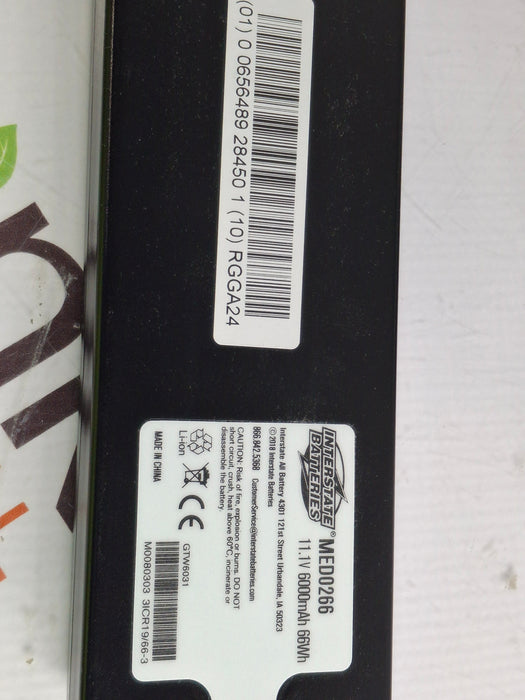 (01) 0 0656489 28450 1 (10) RGGA24
INTERSTATE
BATTERIES®
MED0266
11.1V 6000mAh 66Wh
Interstate All Battery 4301 121st Street Urbandale, IA 50323
© 2018 Interstate Batteries
866.842.5368 CustomerService@interstatebatteries.com
CAUTION: Risk of fire, explosion or burns. DO NOT
short circuit, crush, heat above 60°C, incinerate or
disassemble the battery.
Li-ion
CE
MADE IN CHINA
GTW6031
M0080303 3ICR19/66-3